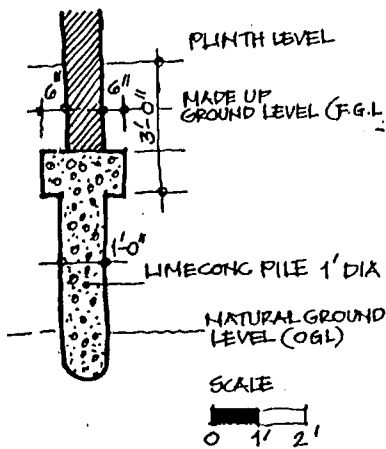 PLINTH LEVEL
6" 6"
MADE UP
GROUND LEVEL (F.G.L
3'-0"
1'-0"
LIMECONC PILE 1' DIA
NATURAL GROUND
LEVEL (OGL)
SCALE
0 1' 2'